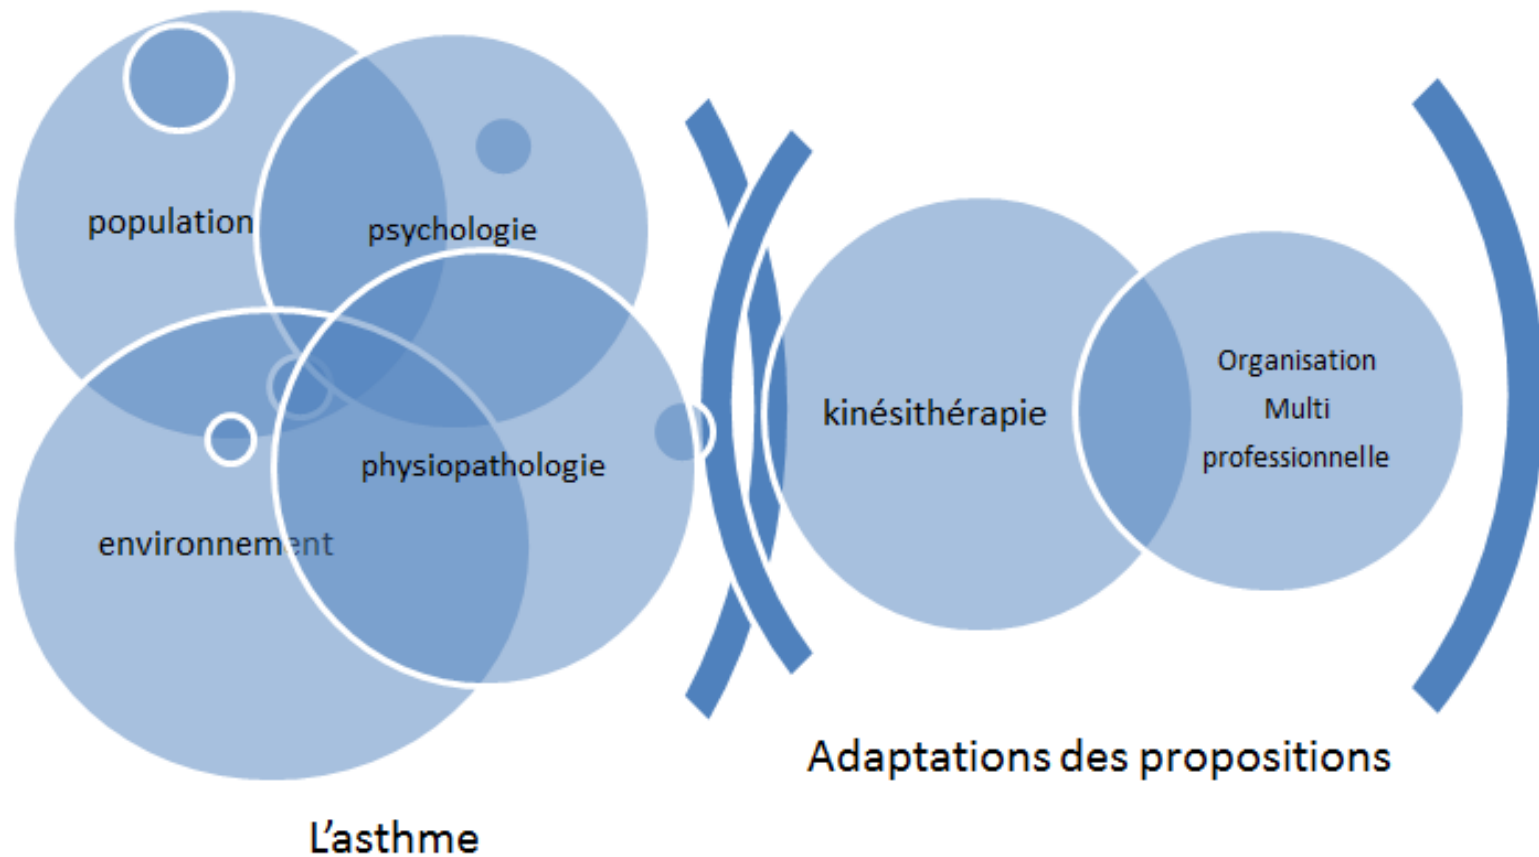 population
psychologie
physiopathologie
environnement
L’asthme
kinésithérapie
Organisation
Multi
professionnelle
Adaptations des propositions